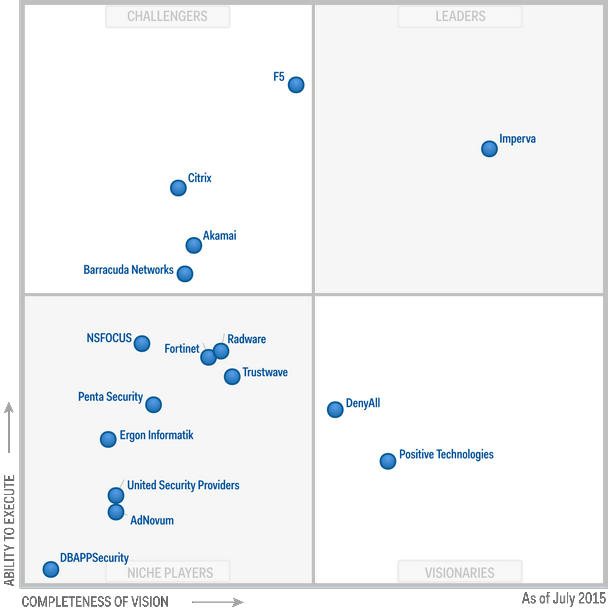 CHALLENGERS
LEADERS
F5
Imperva
Citrix
Akamai
Barracuda Networks
NSFOCUS
Fortinet
Radware
Trustwave
Penta Security
DenyAll
Ergon Informatik
Positive Technologies
United Security Providers
AdNovum
DBAPPSecurity
NICHE PLAYERS
VISIONARIES
ABILITY TO EXECUTE
COMPLETENESS OF VISION
As of July 2015